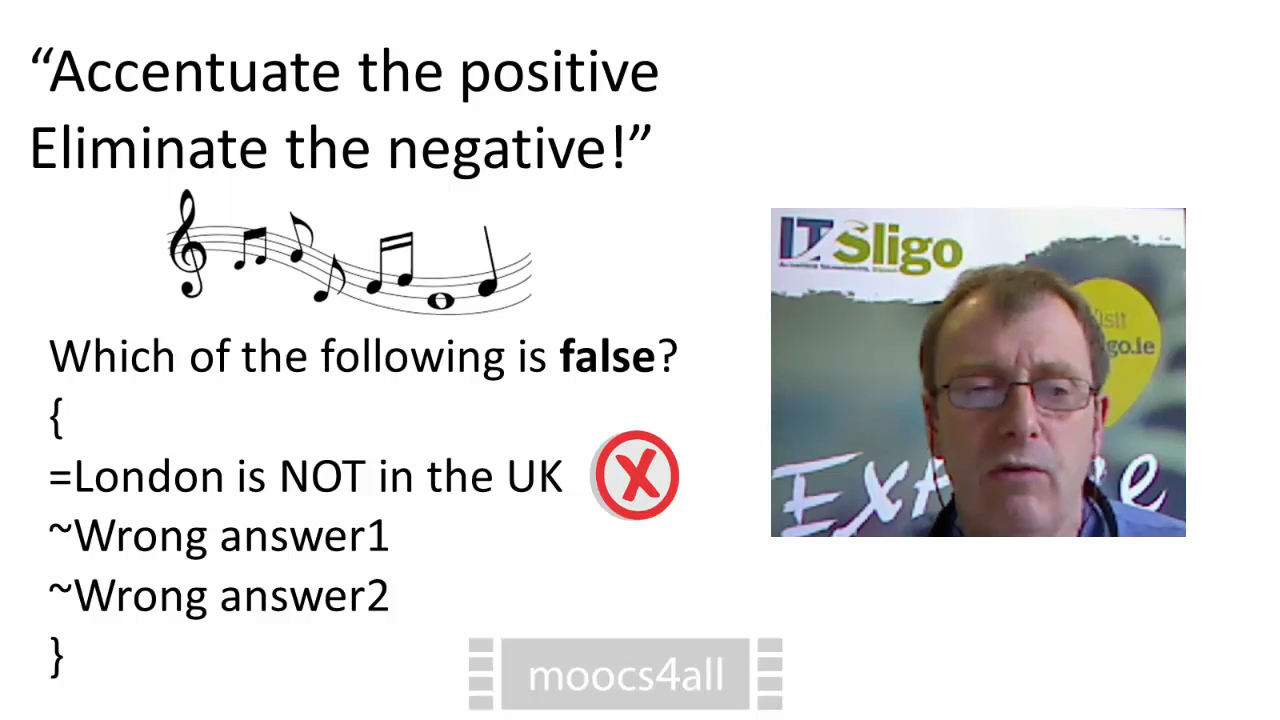 “Accentuate the positive
Eliminate the negative!”
Which of the following is false?
{
=London is NOT in the UK
~Wrong answer1
~Wrong answer2
}
IT Sligo
Visit
go.ie
moocs4all